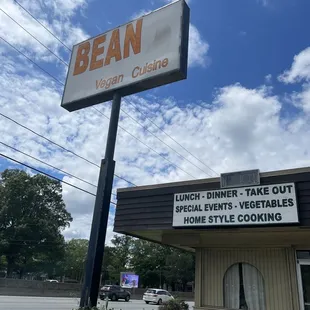 BEAN
Vegan Cuisine
LUNCH - DINNER - TAKE OUT
SPECIAL EVENTS - VEGETABLES
HOME STYLE COOKING